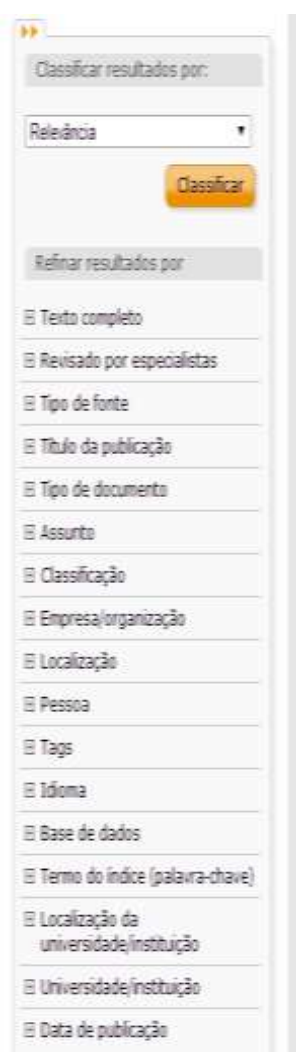 Classificar resultados por:
Relevância
Classificar
Refinar resultados por
Texto completo
Revisado por especialistas
Tipo de fonte
Título da publicação
Tipo de documento
Assunto
Classificação
Empresa/organização
Localização
Pessoa
Tags
Idioma
Base de dados
Termo do índice (palavra-chave)
Localização da
universidade/instituição
Universidade/instituição
Data de publicação